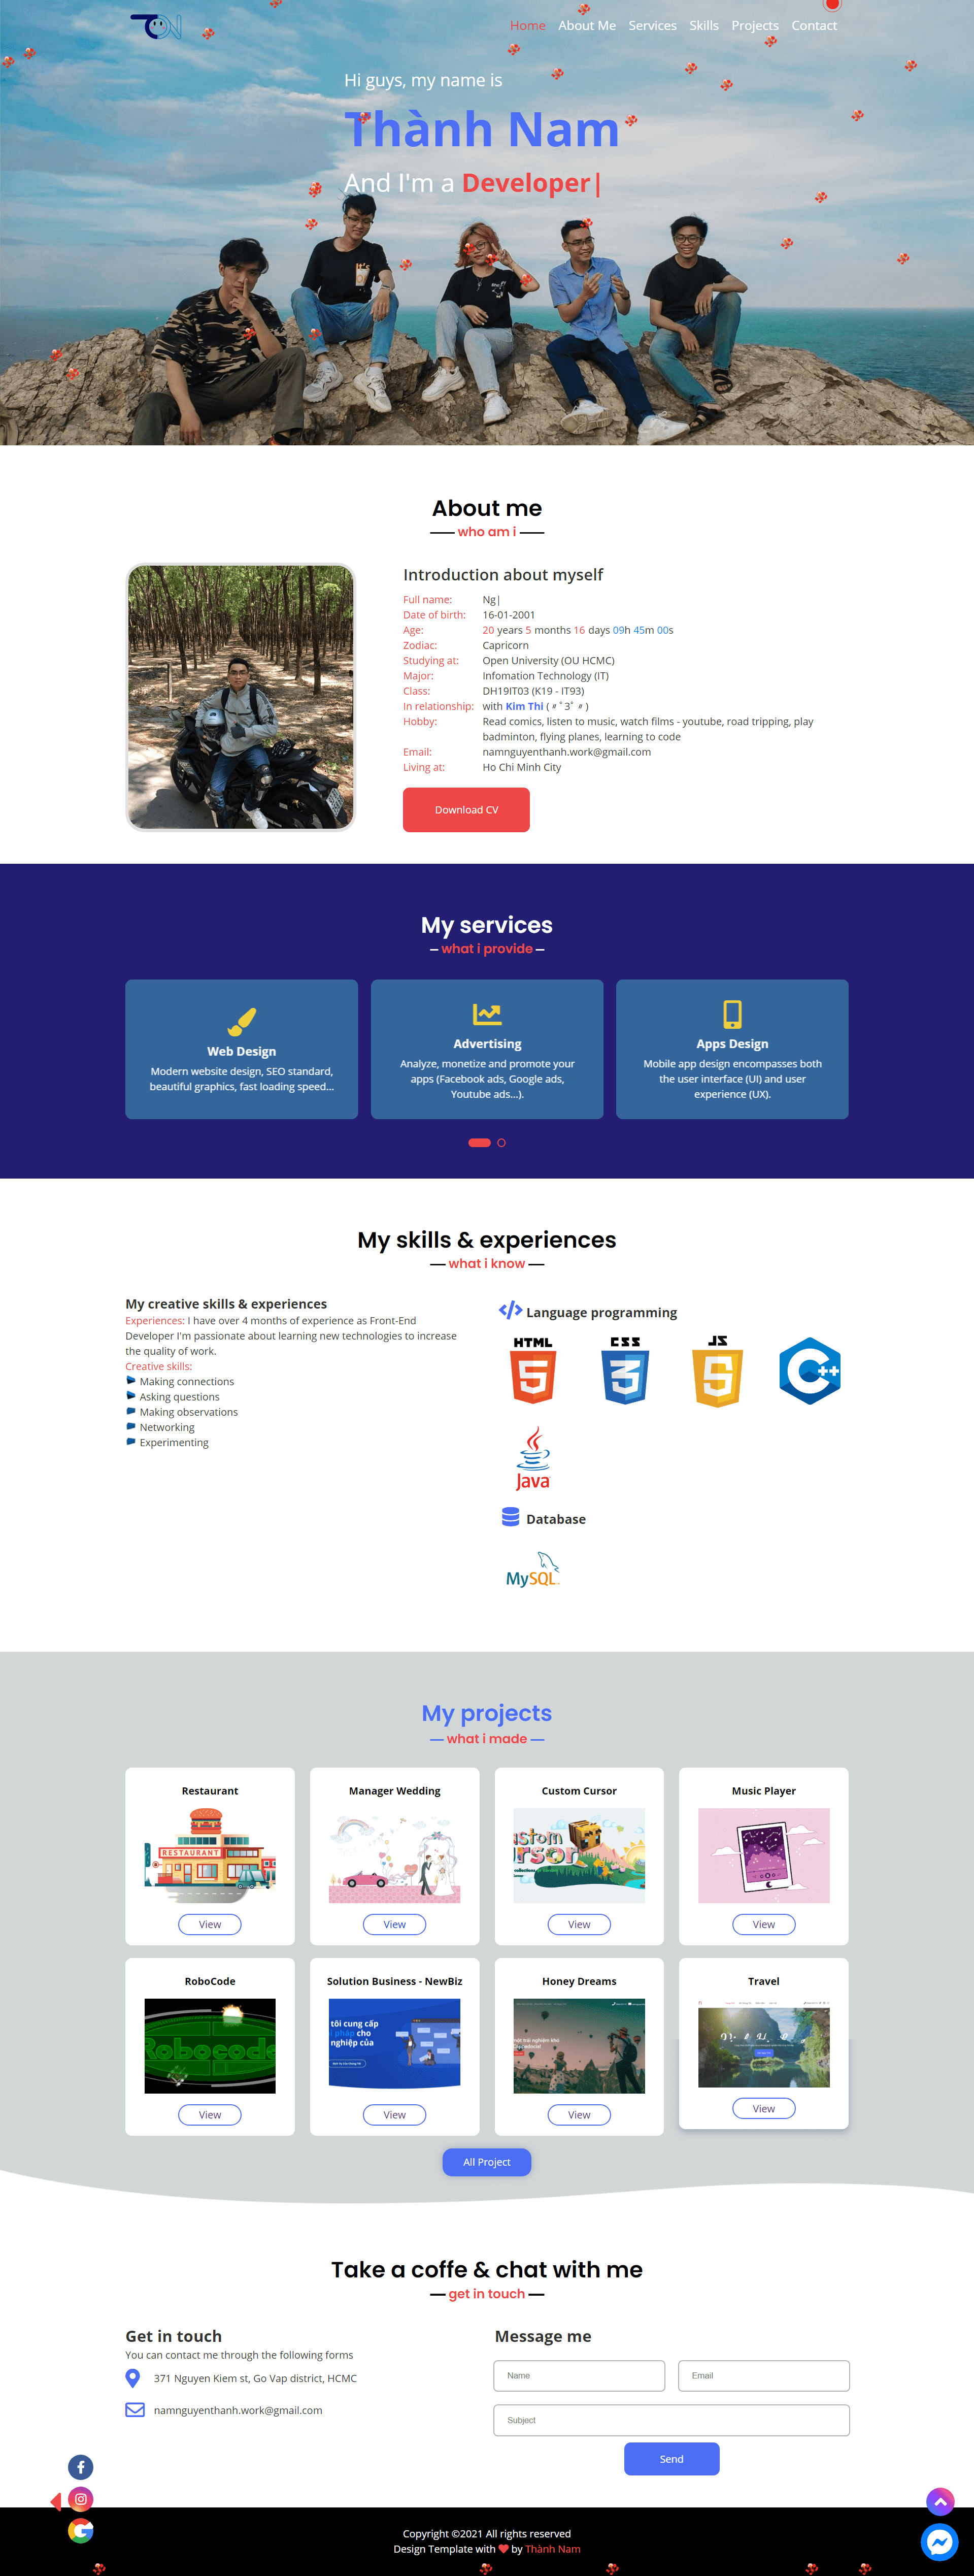 Home About Me Services Skills Projects Contact
Hi guys, my name is
Thành Nam
And I'm a Developer|
About me
who am i
Introduction about myself
Full name: Ng|
Date of birth: 16-01-2001
Age: 20 years 5 months 16 days 09h 45m 00s
Zodiac: Capricorn
Studying at: Open University (OU HCMC)
Major: Infomation Technology (IT)
Class: DH19IT03 (K19 - IT93)
In relationship: with Kim Thi (〃ﾟ3ﾟ〃)
Hobby: Read comics, listen to music, watch films - youtube, road tripping, play
badminton, flying planes, learning to code
Email: namnguyenthanh.work@gmail.com
Living at: Ho Chi Minh City
Download CV
My services
what i provide
Web Design
Modern website design, SEO standard,
beautiful graphics, fast loading speed...
Advertising
Analyze, monetize and promote your
apps (Facebook ads, Google ads,
Youtube ads...).
Apps Design
Mobile app design encompasses both
the user interface (UI) and user
experience (UX).
My skills & experiences
what i know
My creative skills & experiences
Experiences: I have over 4 months of experience as Front-End
Developer I'm passionate about learning new technologies to increase
the quality of work.
Creative skills:
Making connections
Asking questions
Making observations
Networking
Experimenting
Language programming
HTML 5 CSS 3 JS 5 C++
Java
Database
MySQL
My projects
what i made
Restaurant
RESTAURANT
View
Manager Wedding
View
Custom Cursor
ustom
ursor
View
Music Player
View
RoboCode
obocode
View
Solution Business - NewBiz
tôi cung cấp
i pháp cho
nghiệp của
View
Honey Dreams
View
Travel
View
All Project
Take a coffe & chat with me
get in touch
Get in touch
You can contact me through the following forms
371 Nguyen Kiem st, Go Vap district, HCMC
namnguyenthanh.work@gmail.com
Message me
Name Email
Subject
Send
Copyright ©2021 All rights reserved
Design Template with ❤ by Thành Nam